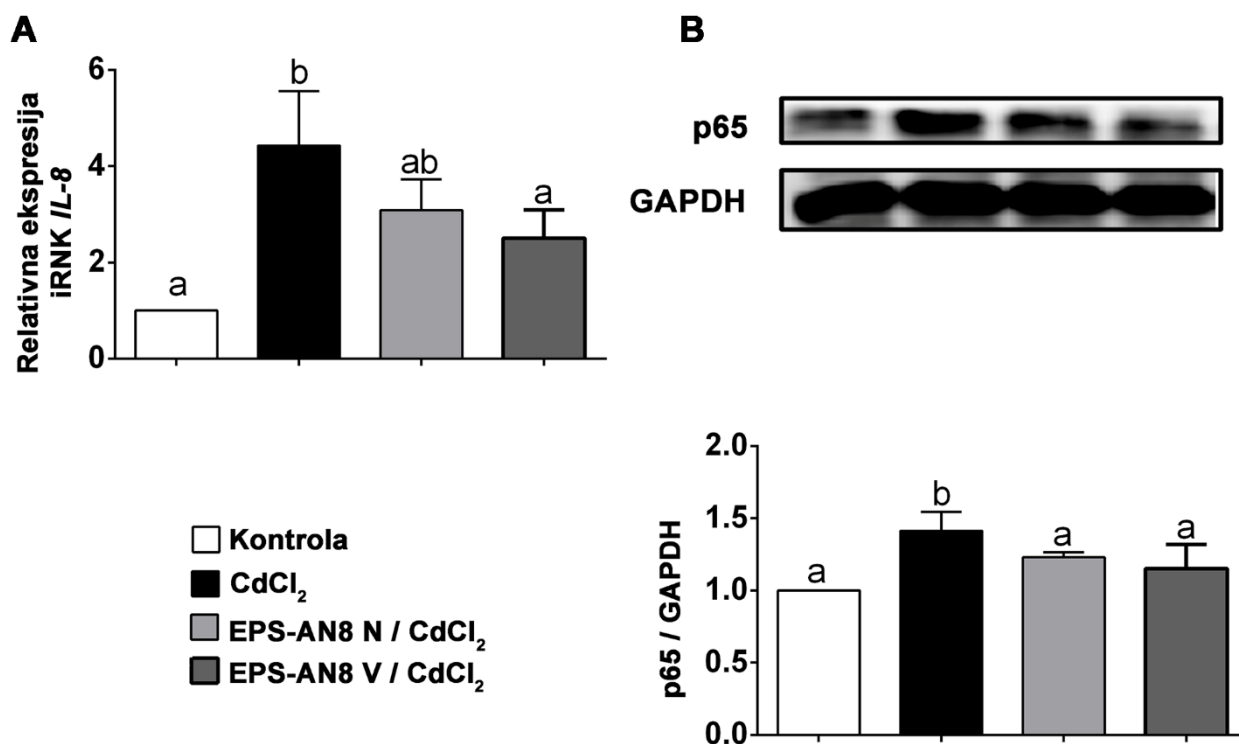 A
Relativna ekspresija
iRNK IL-8
6
4
2
0
a
b
ab
a
B
p65
GAPDH
Kontrola
CdCl₂
EPS-AN8 N / CdCl₂
EPS-AN8 V / CdCl₂
p65 / GAPDH
2.0
1.5
1.0
0.5
0.0
a
b
a
a